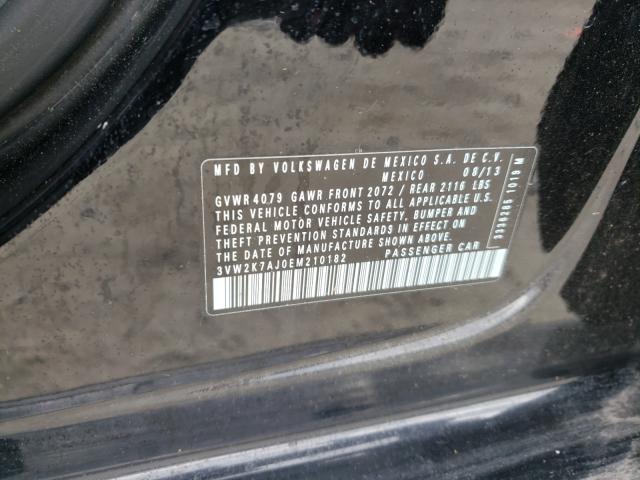 MFD BY VOLKSWAGEN DE MEXICO S.A. DE C.V.
MEXICO 08/13
GVWR 4079 GAWR FRONT 2072 / REAR 2116 LBS
THIS VEHICLE CONFORMS TO ALL APPLICABLE U.S.
FEDERAL MOTOR VEHICLE SAFETY, BUMPER AND
THEFT PREVENTION STANDARDS IN EFFECT ON
THE DATE OF MANUFACTURE SHOWN ABOVE.
3VW2K7AJ0EM210182 PASSENGER CAR